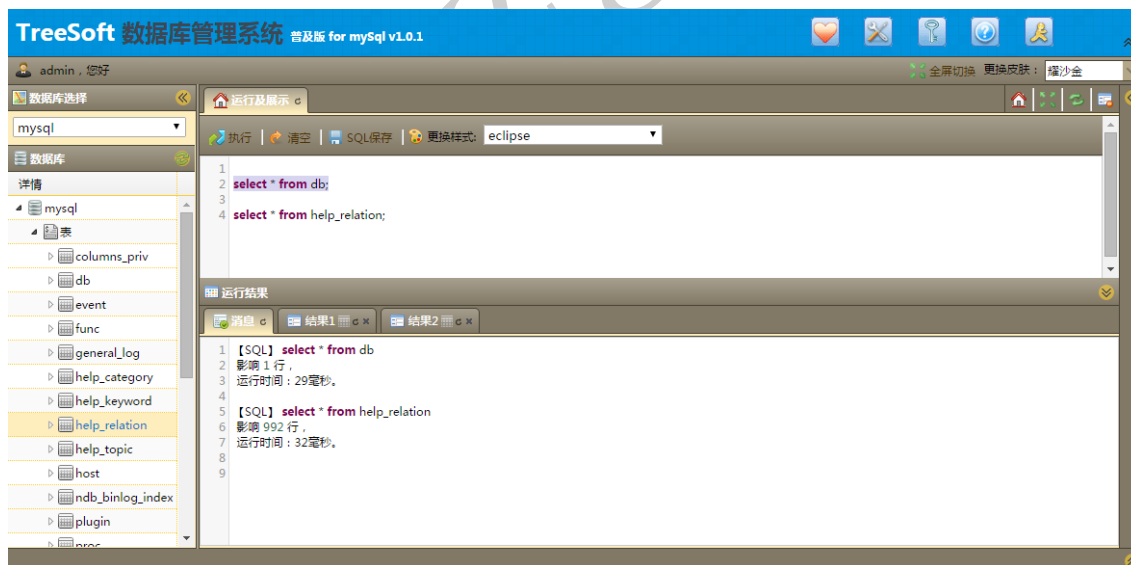 TreeSoft 数据库管理系统 普及版 for mySql v1.0.1
admin，您好
全屏切换 更换皮肤： 耀沙金
数据库选择
运行及展示
mysql
执行 清空 SQL保存 更换样式: eclipse
数据库
详情
mysql
表
columns_priv
db
event
func
general_log
help_category
help_keyword
help_relation
help_topic
host
ndb_binlog_index
plugin
proc
1
2 select * from db;
3
4 select * from help_relation;
运行结果
消息 结果1 结果2
1 【SQL】 select * from db
2 影响 1 行，
3 运行时间：29毫秒。
4
5 【SQL】 select * from help_relation
6 影响 992 行，
7 运行时间：32毫秒。
8
9